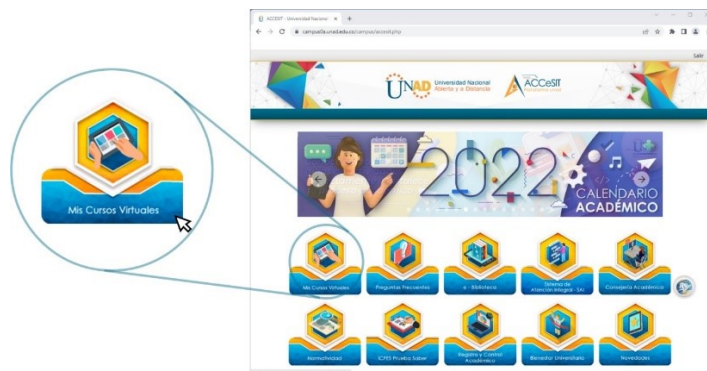 Mis Cursos Virtuales
ACCESIT - Universidad Nacional
campus0a.unad.edu.co/campus/accesit.php
Salir
UNAD
Universidad Nacional
Abierta y a Distancia
ACCeSIT
2022
CALENDARIO
ACADÉMICO
Mis Cursos Virtuales
Preguntas Frecuentes
e - Biblioteca
Sistema de
Atención Integral - SAI
Consejería Académica
Normatividad
ICFES Prueba Saber
Registro y Control
Académico
Bienestar Universitario
Novedades